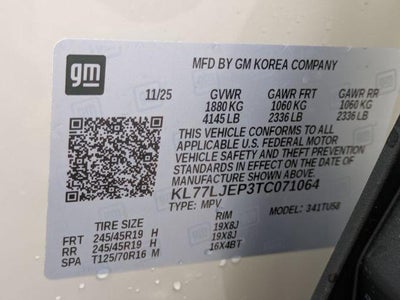 gm
MFD BY GM KOREA COMPANY
11/25 GVWR GAWR FRT GAWR RR
1880 KG 1060 KG 1060 KG
4145 LB 2336 LB 2336 LB
THIS VEHICLE CONFORMS TO ALL
APPLICABLE U.S. FEDERAL MOTOR
VEHICLE SAFETY
STANDARDS IN EFFECT ON THE DATE OF
MANUFACTURE SHOWN ABOVE.
KL77LJEP3TC071064
TYPE: MPV MODEL: 341TU58
TIRE SIZE RIM
FRT 245/45R19 H 19X8J
RR 245/45R19 H 19X8J
SPA T125/70R16 M 16X4BT